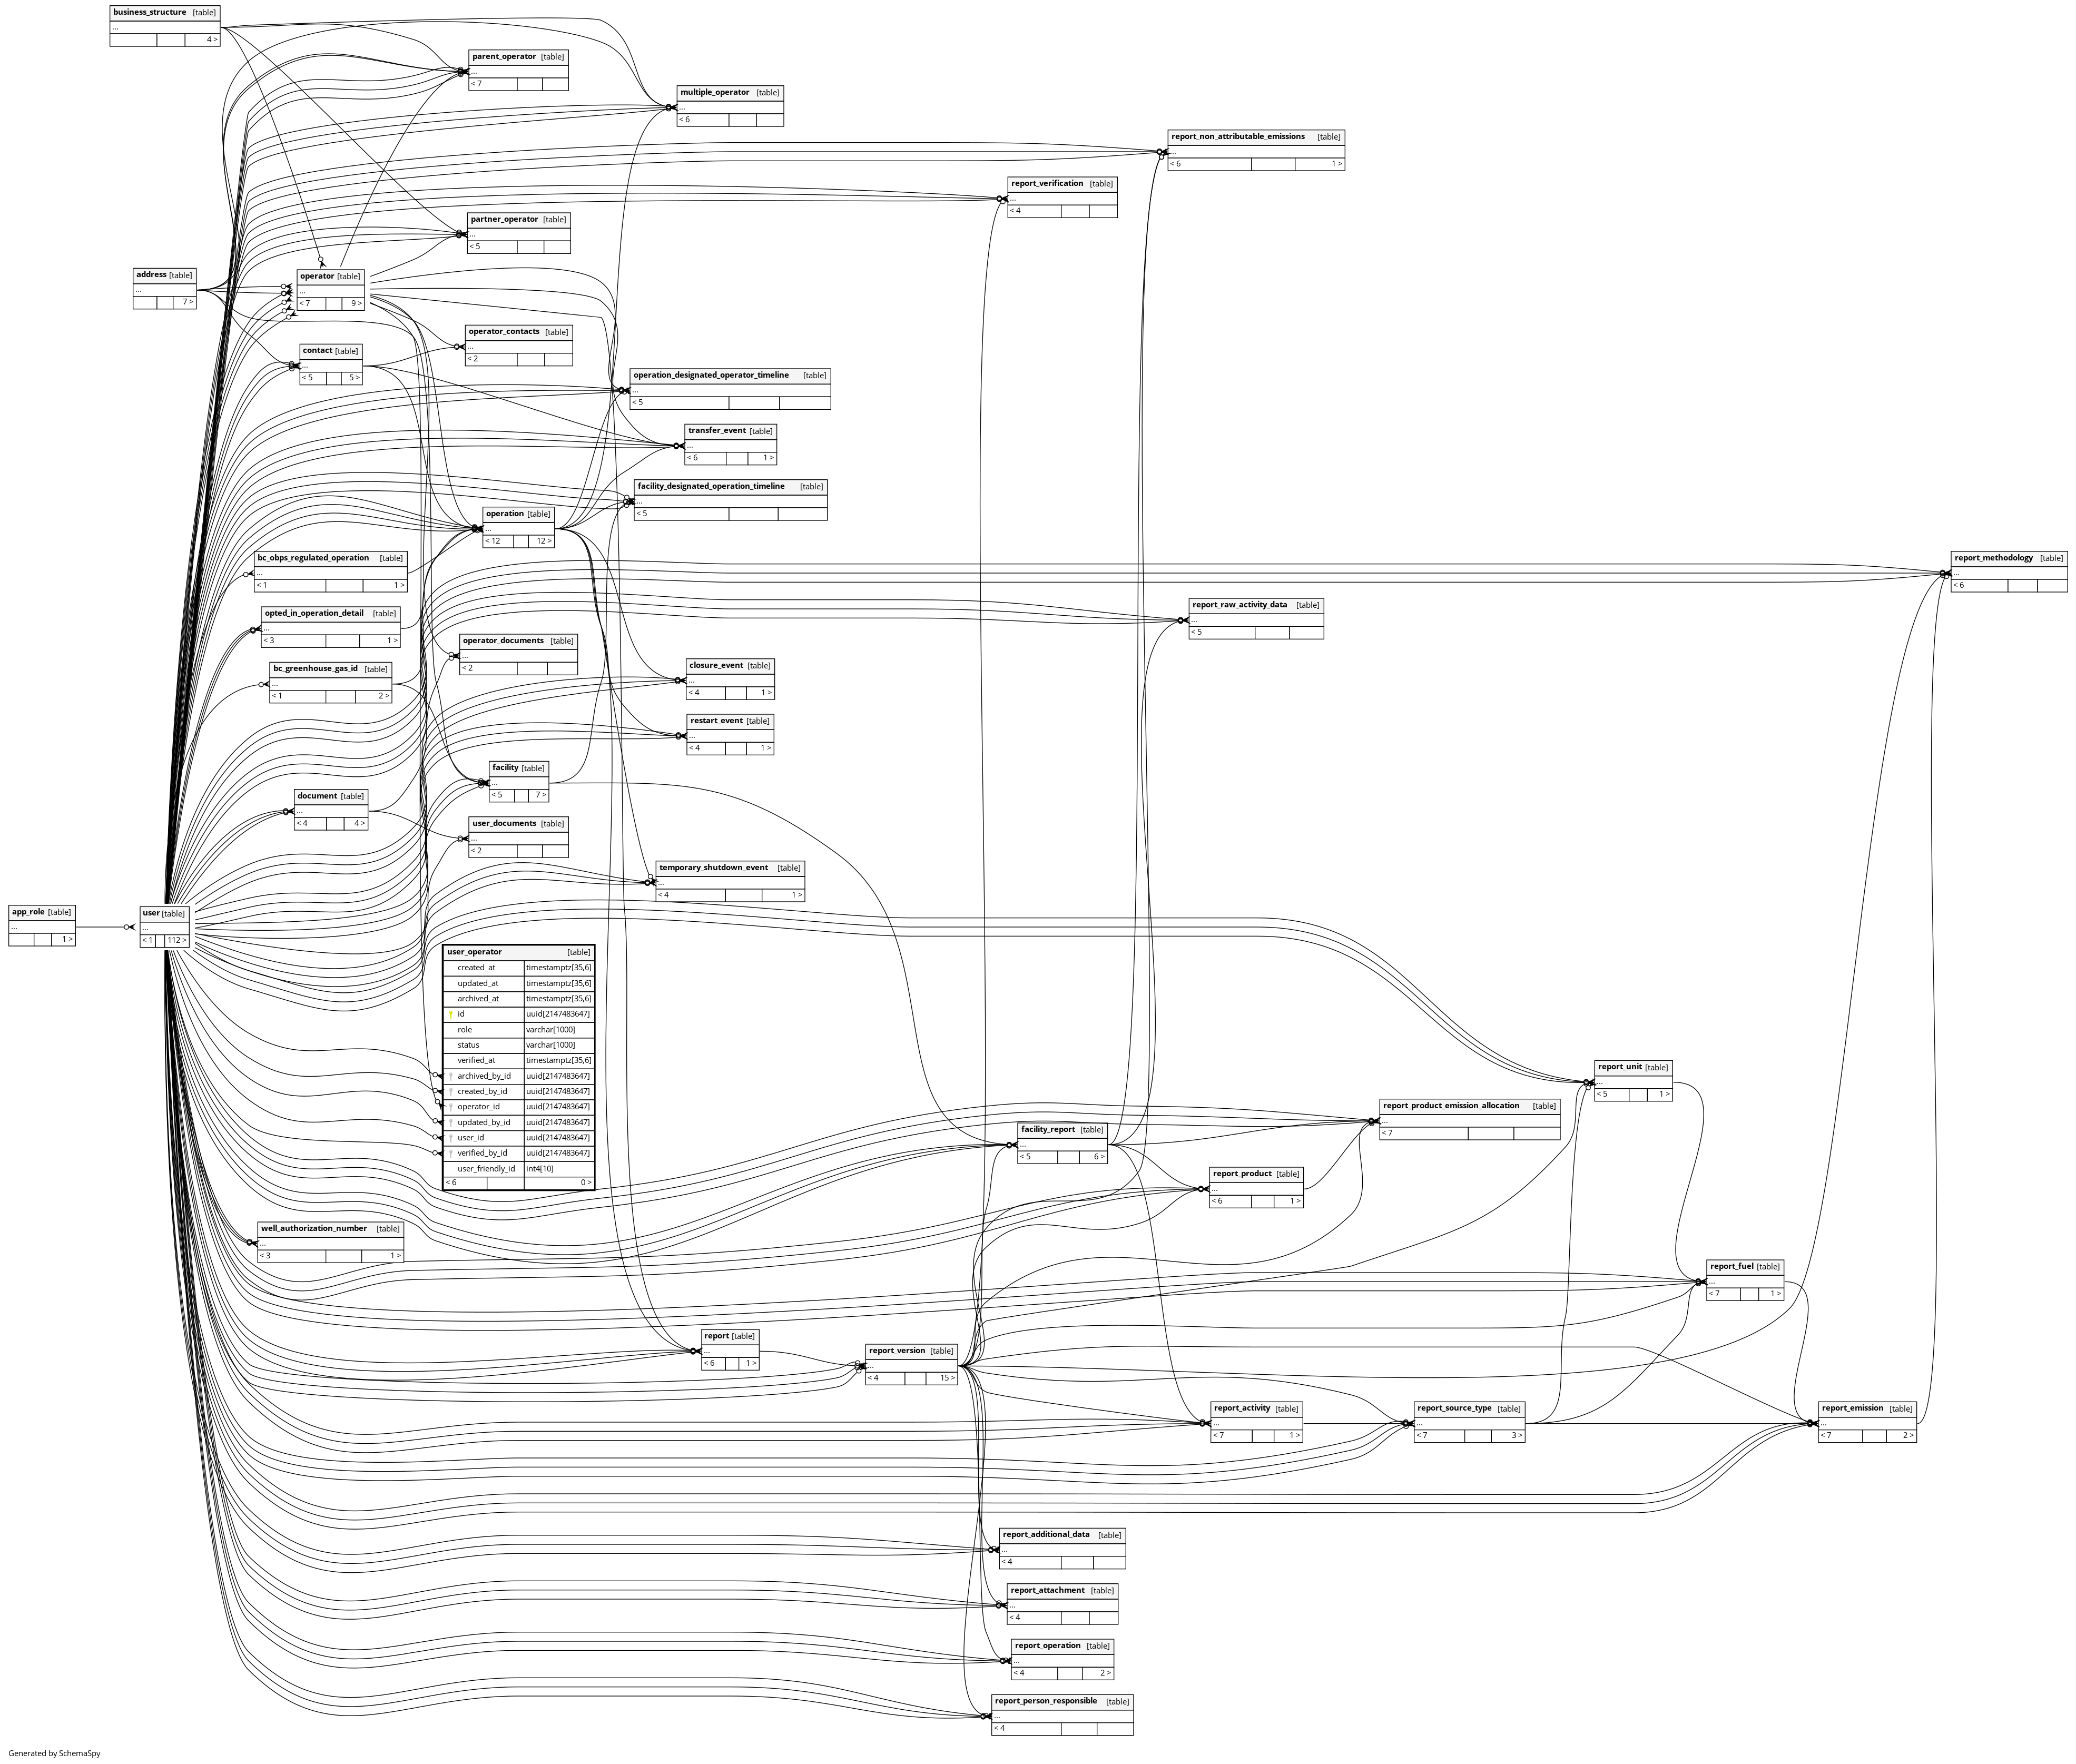 business_structure [table]
...
4 >
parent_operator [table]
...
< 7
multiple_operator [table]
...
< 6
report_non_attributable_emissions [table]
...
< 6 1 >
report_verification [table]
...
< 4
partner_operator [table]
...
< 5
address [table]
...
7 >
operator [table]
...
< 7 9 >
operator_contacts [table]
...
< 2
contact [table]
...
< 5 5 >
operation_designated_operator_timeline [table]
...
< 5
transfer_event [table]
...
< 6 1 >
facility_designated_operation_timeline [table]
...
< 5
operation [table]
...
< 12 12 >
bc_obps_regulated_operation [table]
...
< 1 1 >
report_methodology [table]
...
< 6
report_raw_activity_data [table]
...
< 5
opted_in_operation_detail [table]
...
< 3 1 >
operator_documents [table]
...
< 2
bc_greenhouse_gas_id [table]
...
< 1 2 >
closure_event [table]
...
< 4 1 >
restart_event [table]
...
< 4 1 >
facility [table]
...
< 5 7 >
document [table]
...
< 4 4 >
user_documents [table]
...
< 2
temporary_shutdown_event [table]
...
< 4 1 >
app_role [table]
...
1 >
user [table]
...
< 1 112 >
user_operator [table]
created_at timestamptz[35,6]
updated_at timestamptz[35,6]
archived_at timestamptz[35,6]
id uuid[2147483647]
role varchar[1000]
status varchar[1000]
verified_at timestamptz[35,6]
archived_by_id uuid[2147483647]
created_by_id uuid[2147483647]
operator_id uuid[2147483647]
updated_by_id uuid[2147483647]
user_id uuid[2147483647]
verified_by_id uuid[2147483647]
user_friendly_id int4[10]
< 6 0 >
report_unit [table]
...
< 5 1 >
report_product_emission_allocation [table]
...
< 7
facility_report [table]
...
< 5 6 >
report_product [table]
...
< 6 1 >
well_authorization_number [table]
...
< 3 1 >
report_fuel [table]
...
< 7 1 >
report [table]
...
< 6 1 >
report_version [table]
...
< 4 15 >
report_activity [table]
...
< 7 1 >
report_source_type [table]
...
< 7 3 >
report_emission [table]
...
< 7 2 >
report_additional_data [table]
...
< 4
report_attachment [table]
...
< 4
report_operation [table]
...
< 4 2 >
report_person_responsible [table]
...
< 4
Generated by SchemaSpy